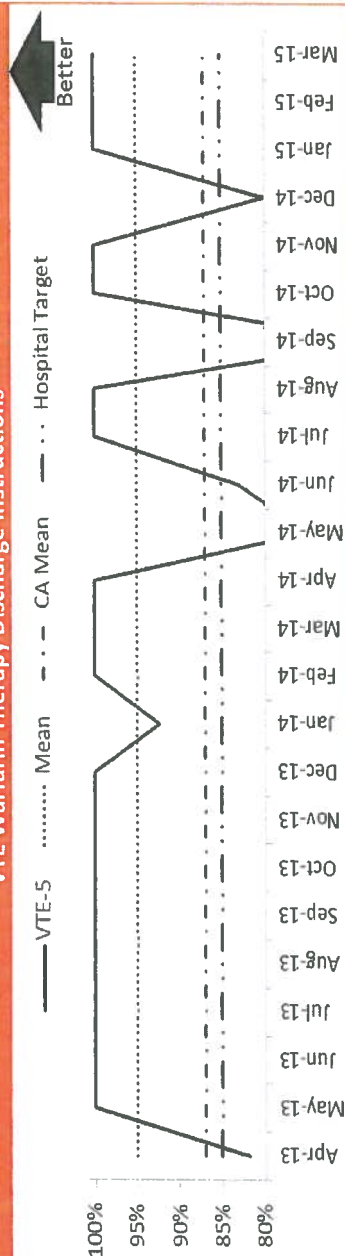 VTE Warfarin Therapy Discharge Instructions
VTE-5 Mean CA Mean Hospital Target
Better
100%
95%
90%
85%
80%
Apr-13
May-13
Jun-13
Jul-13
Aug-13
Sep-13
Oct-13
Nov-13
Dec-13
Jan-14
Feb-14
Mar-14
Apr-14
May-14
Jun-14
Jul-14
Aug-14
Sep-14
Oct-14
Nov-14
Dec-14
Jan-15
Feb-15
Mar-15